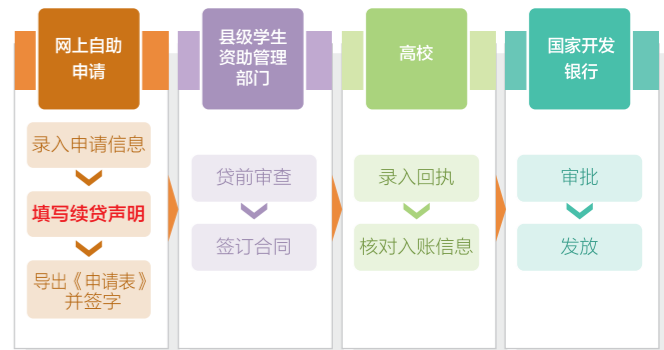 网上自助
申请
录入申请信息
填写续贷声明
导出《申请表》
并签字
县级学生
资助管理
部门
贷前审查
签订合同
高校
录入回执
核对入账信息
国家开发
银行
审批
发放